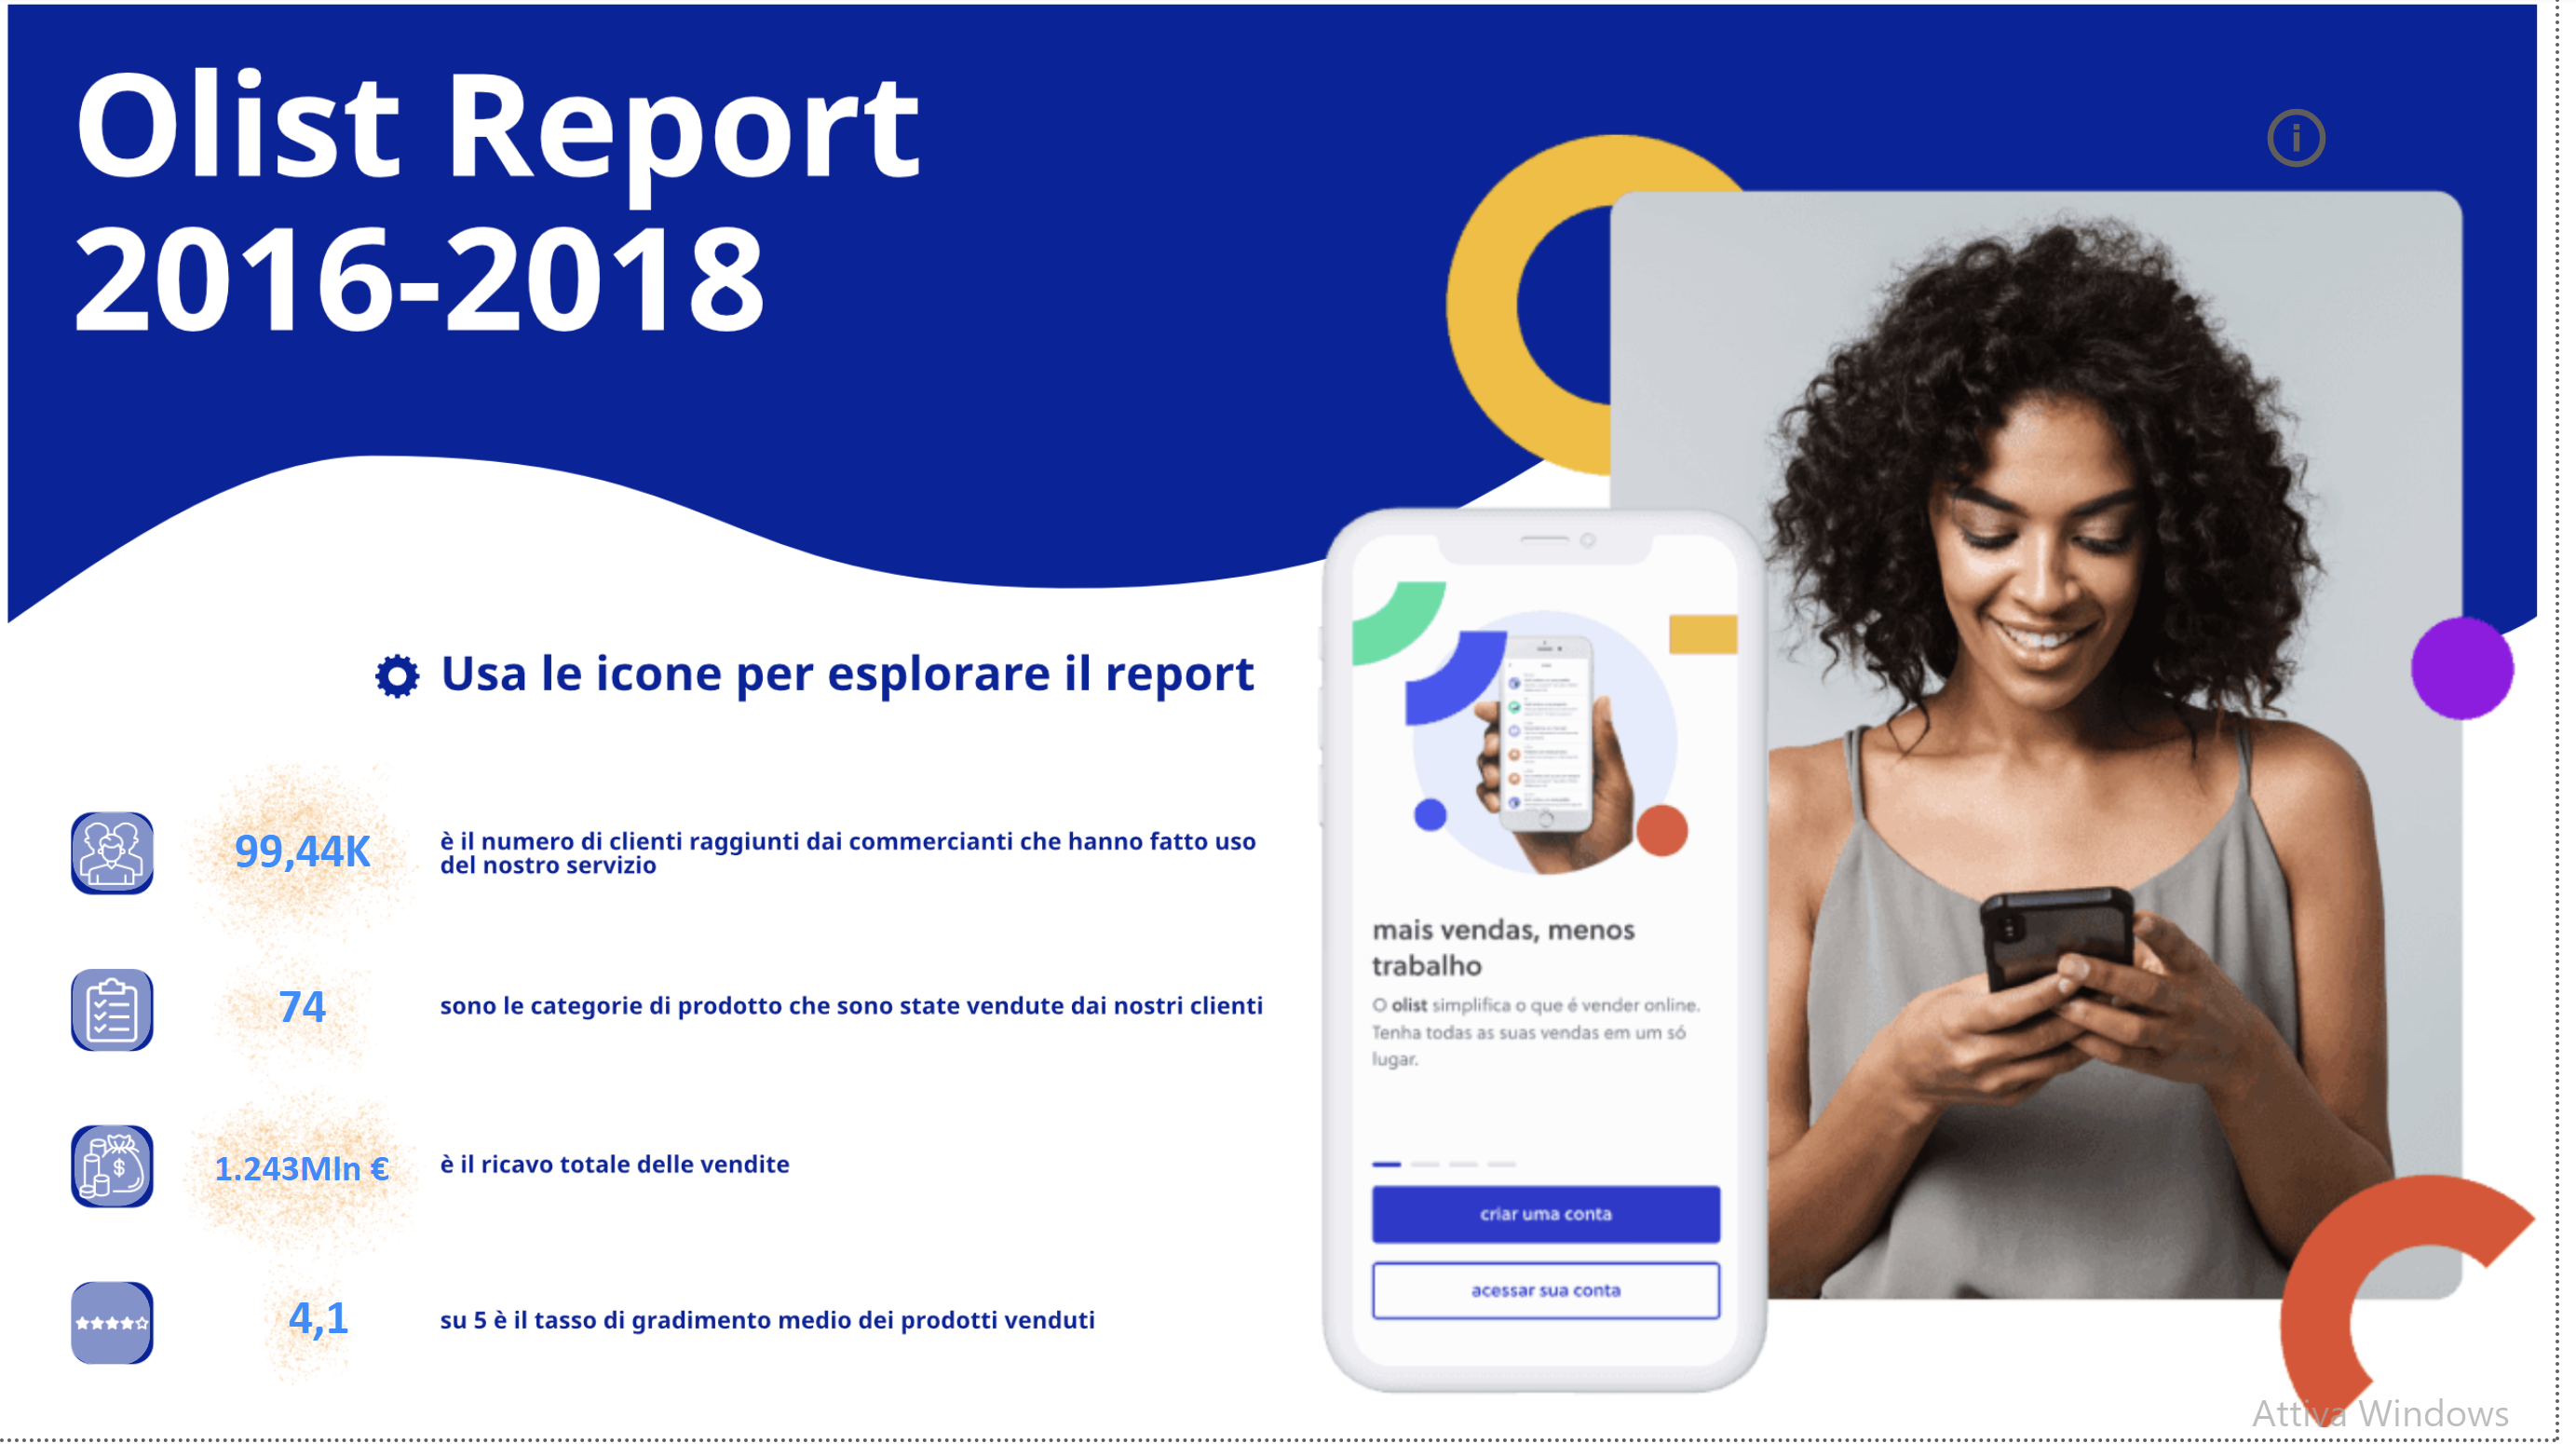 Olist Report
2016-2018
Usa le icone per esplorare il report
99,44K
è il numero di clienti raggiunti dai commercianti che hanno fatto uso
del nostro servizio
74
sono le categorie di prodotto che sono state vendute dai nostri clienti
1.243Mln €
è il ricavo totale delle vendite
4,1
su 5 è il tasso di gradimento medio dei prodotti venduti
mais vendas, menos
trabalho
O olist simplifica o que é vender online.
Tenha todas as suas vendas em um só
lugar.
criar uma conta
acessar sua conta
Attiva Windows